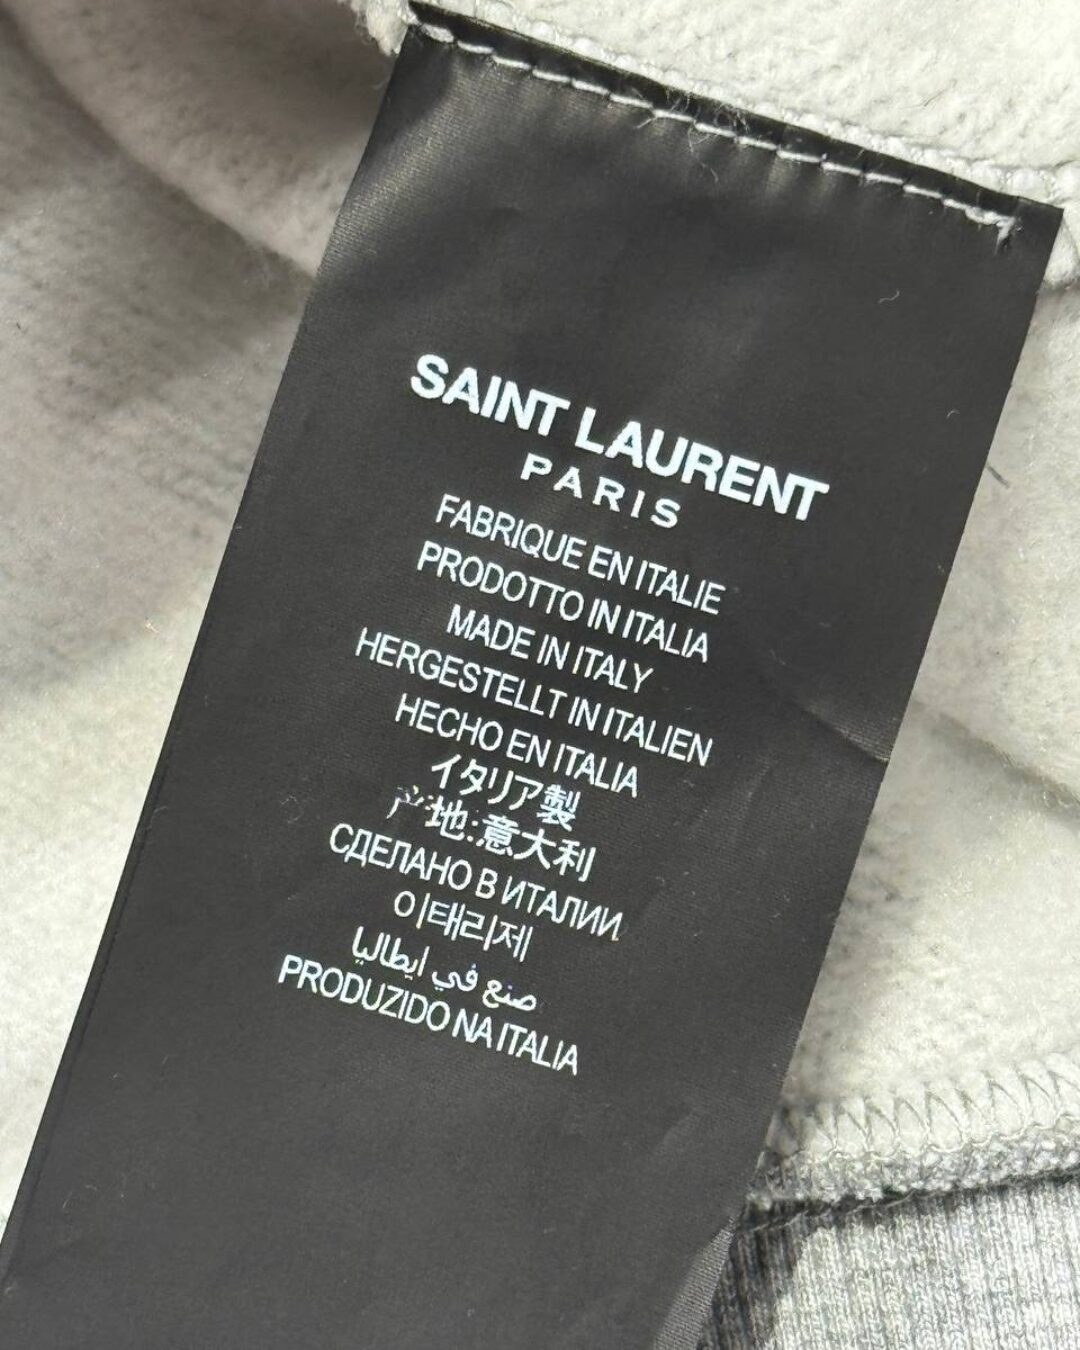 SAINT LAURENT
PARIS
FABRIQUE EN ITALIE
PRODOTTO IN ITALIA
MADE IN ITALY
HERGESTELLT IN ITALIEN
HECHO EN ITALIA
イタリア製
产地:意大利
СДЕЛАНО В ИТАЛИИ
이태리제
صنع في ايطاليا
PRODUZIDO NA ITALIA